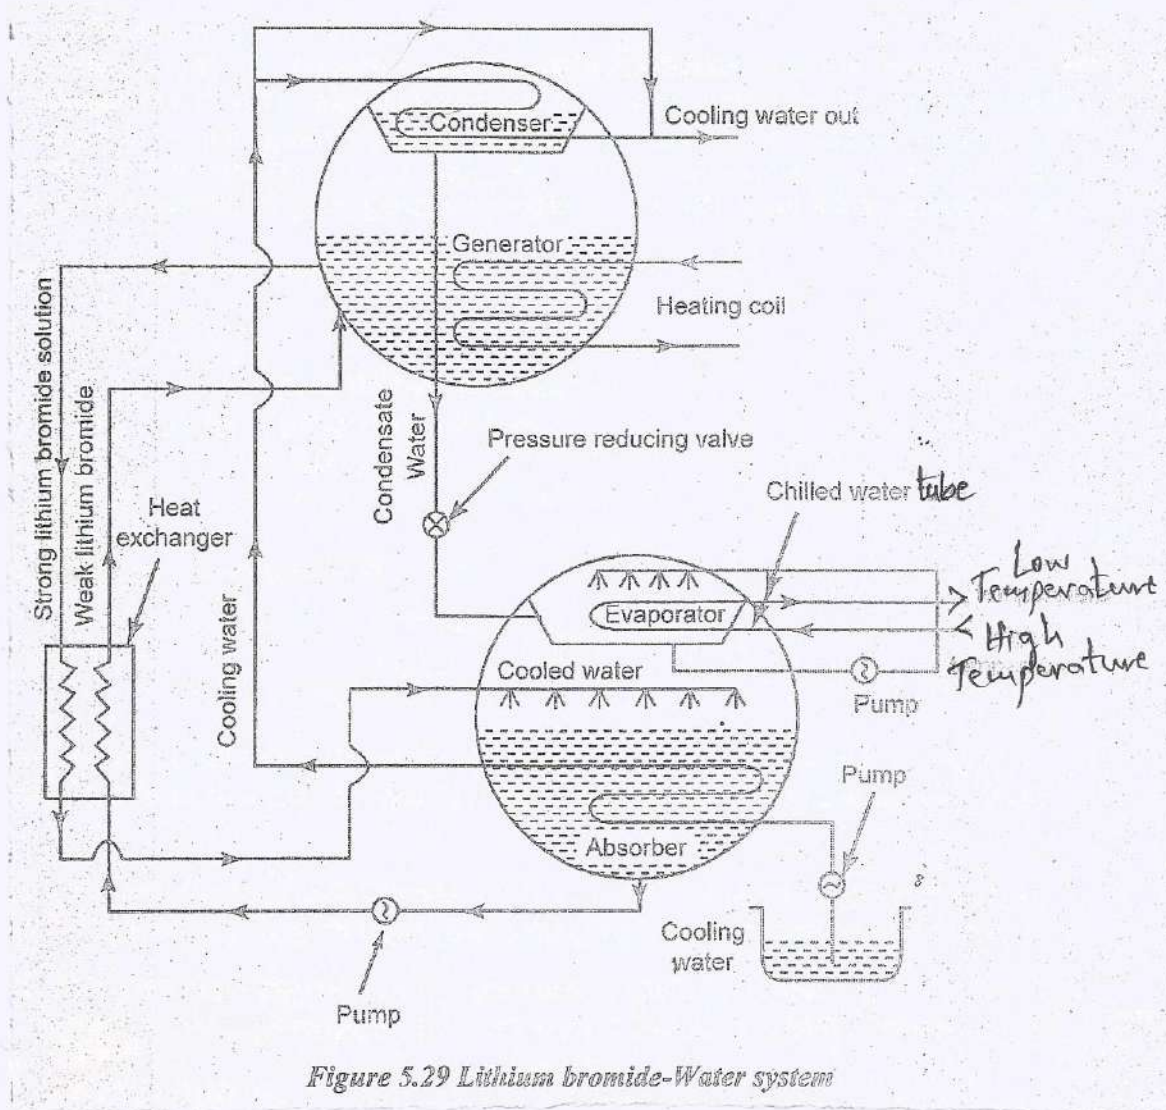 Condenser
Cooling water out
Generator
Heating coil
Strong lithium bromide solution
Weak lithium bromide
Condensate
Water
Pressure reducing valve
Chilled water tube
Heat
exchanger
Low
Temperature
Evaporator
High
Temperature
Cooled water
Cooling water
Pump
Pump
Absorber
Cooling
water
Pump
Figure 5.29 Lithium bromide-Water system